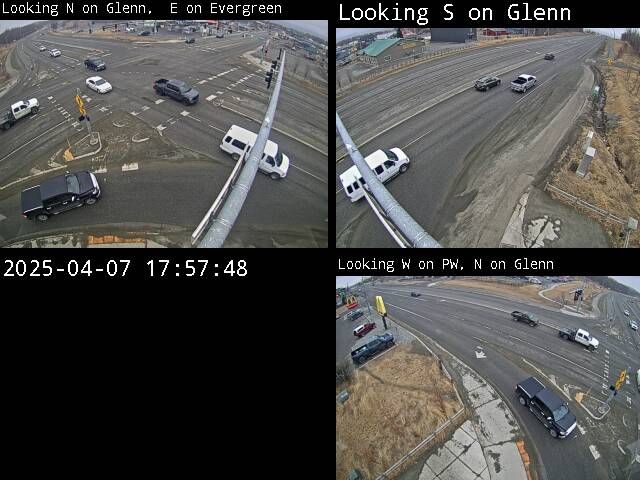 Looking N on Glenn,  E on Evergreen
Looking S on Glenn
2025-04-07 17:57:48
Looking W on PW, N on Glenn